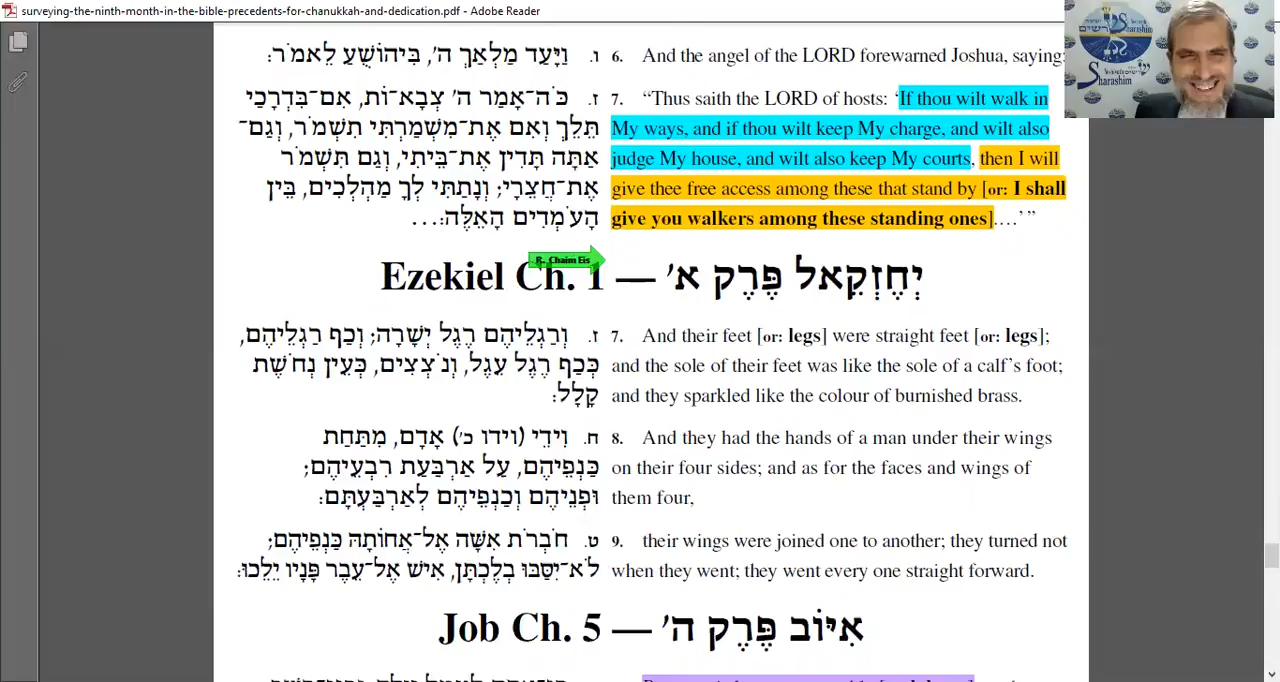 surveying-the-ninth-month-in-the-bible-precedents-for-chanukkah-and-dedication.pdf - Adobe Reader
ו. וַיָּעַד מַלְאַךְ ה', בִּיהוֹשֻׁעַ לֵאמֹר:
6. And the angel of the LORD forewarned Joshua, saying:
ז. כֹּה־אָמַר ה' צְבָא־וֹת, אִם־בִּדְרָכַי
תֵּלֵךְ וְאִם אֶת־מִשְׁמַרְתִּי תִשְׁמֹר, וְגַם־
אַתָּה תָּדִין אֶת־בֵּיתִי, וְגַם תִּשְׁמֹר
אֶת־חֲצֵרָי; וְנָתַתִּי לְךָ מַהְלְכִים, בֵּין
הָעֹמְדִים הָאֵלֶּה:...
7. “Thus saith the LORD of hosts: ‘If thou wilt walk in
My ways, and if thou wilt keep My charge, and wilt also
judge My house, and wilt also keep My courts, then I will
give thee free access among these that stand by [or: I shall
give you walkers among these standing ones]….’ ”
R. Chaim Eis
Ezekiel Ch. 1 — יְחֶזְקֵאל פֶּרֶק א'
ז. וְרַגְלֵיהֶם רֶגֶל יְשָׁרָה; וְכַף רַגְלֵיהֶם,
כְּכַף רֶגֶל עֵגֶל, וְנֹצְצִים, כְּעֵין נְחֹשֶׁת
קָלָל:
7. And their feet [or: legs] were straight feet [or: legs];
and the sole of their feet was like the sole of a calf’s foot;
and they sparkled like the colour of burnished brass.
ח. וִידֵי (וידו כ') אָדָם, מִתַּחַת
כַּנְפֵיהֶם, עַל אַרְבַּעַת רִבְעֵיהֶם;
וּפְנֵיהֶם וְכַנְפֵיהֶם לְאַרְבַּעְתָּם:
8. And they had the hands of a man under their wings
on their four sides; and as for the faces and wings of
them four,
ט. חֹבְרֹת אִשָּׁה אֶל־אֲחוֹתָהּ כַּנְפֵיהֶם;
לֹא־יִסַּבּוּ בְלֶכְתָּן, אִישׁ אֶל־עֵבֶר פָּנָיו יֵלֵכוּ:
9. their wings were joined one to another; they turned not
when they went; they went every one straight forward.
Job Ch. 5 — אִיּוֹב פֶּרֶק ה'
שרשים
Sharashim